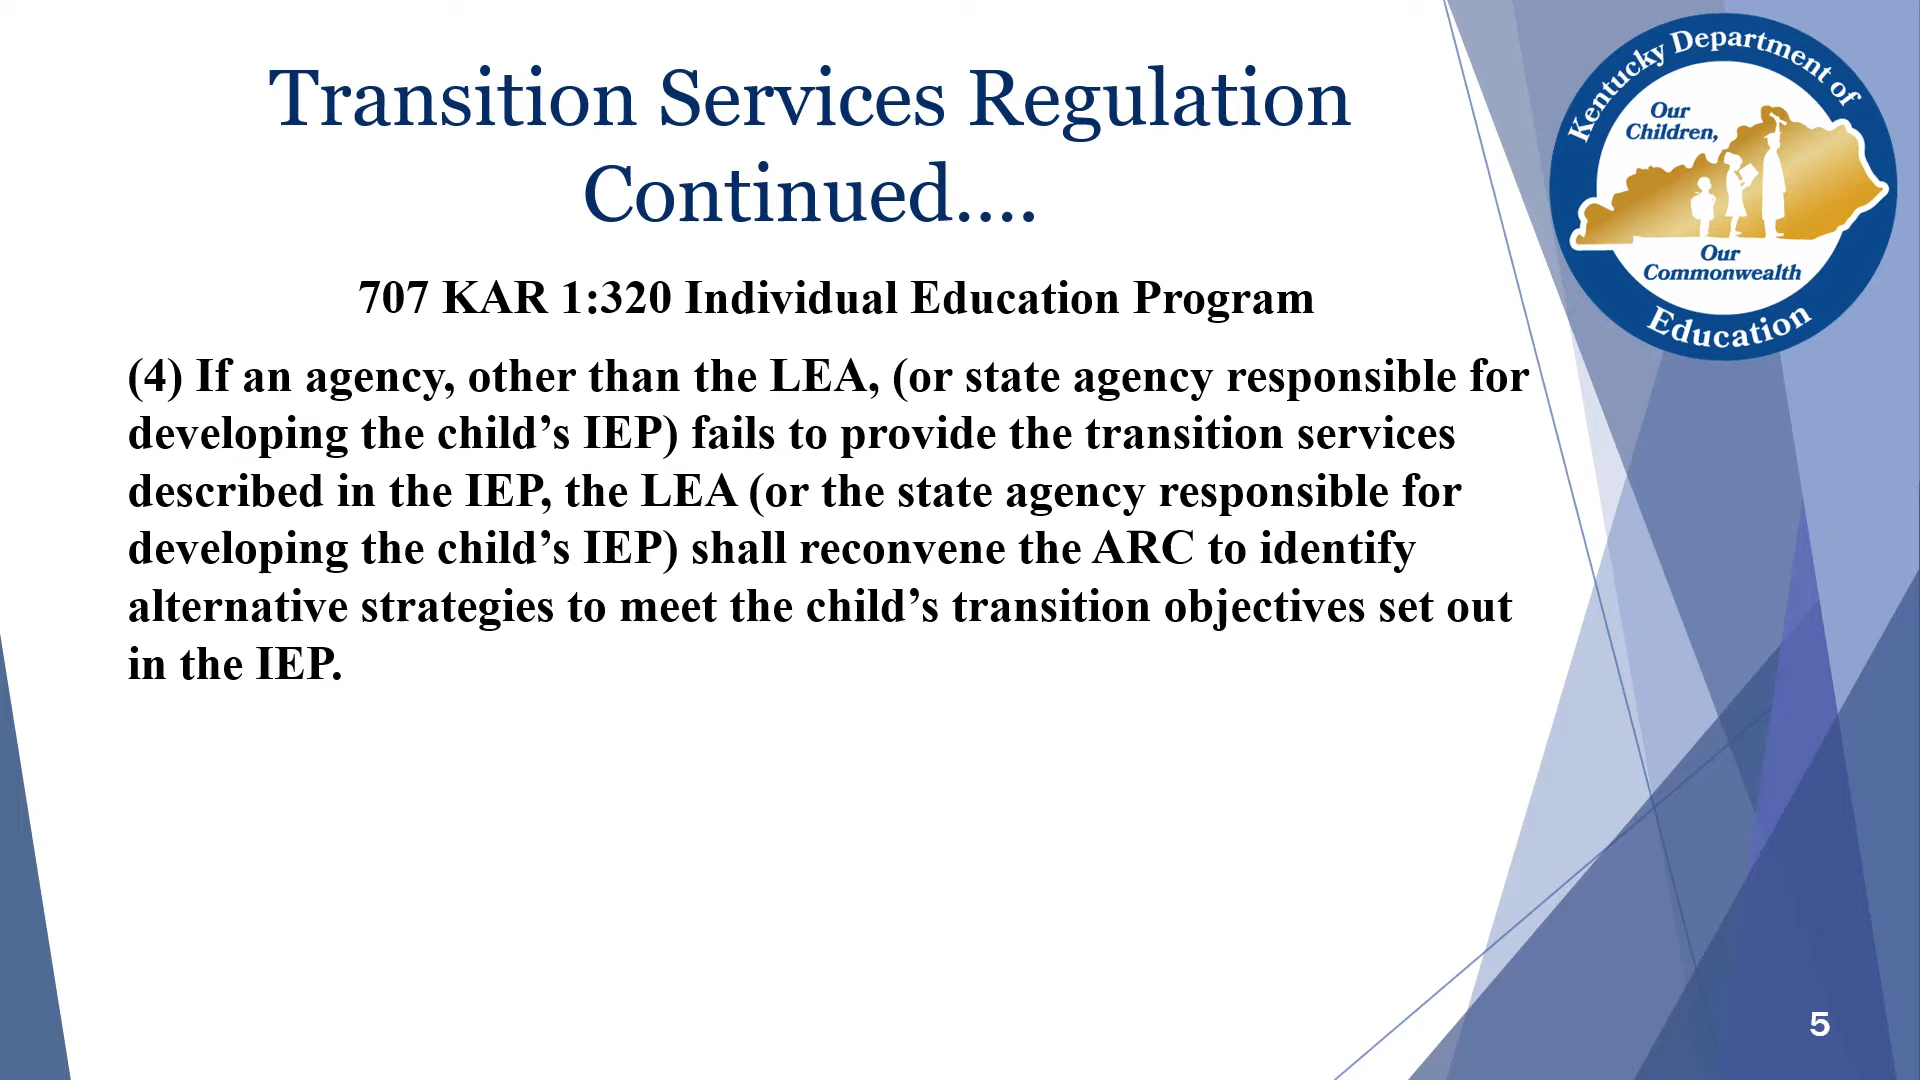 Transition Services Regulation
Continued....
707 KAR 1:320 Individual Education Program
(4) If an agency, other than the LEA, (or state agency responsible for
developing the child’s IEP) fails to provide the transition services
described in the IEP, the LEA (or the state agency responsible for
developing the child’s IEP) shall reconvene the ARC to identify
alternative strategies to meet the child’s transition objectives set out
in the IEP.
Kentucky Department of
Our
Children,
Our
Commonwealth
Education
5